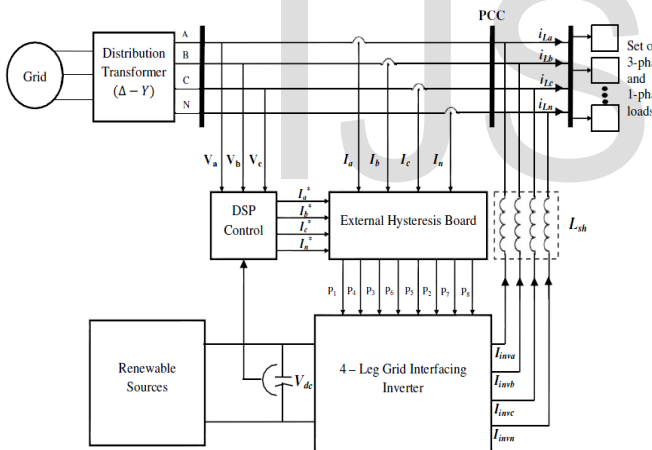 IJS
PCC
A
B
C
N
i_La
i_Lb
i_Lc
i_Ln
Grid
Distribution
Transformer
(Δ – Y)
Set of
3-pha
and
1-pha
loads
V_a V_b V_c
I_a I_b I_c I_n
DSP
Control
I_a*
I_b*
I_c*
I_n*
External Hysteresis Board
L_sh
P_1 P_4 P_3 P_6 P_5 P_2 P_7 P_8
Renewable
Sources
V_dc
4 – Leg Grid Interfacing
Inverter
I_inva
I_invb
I_invc
I_invn